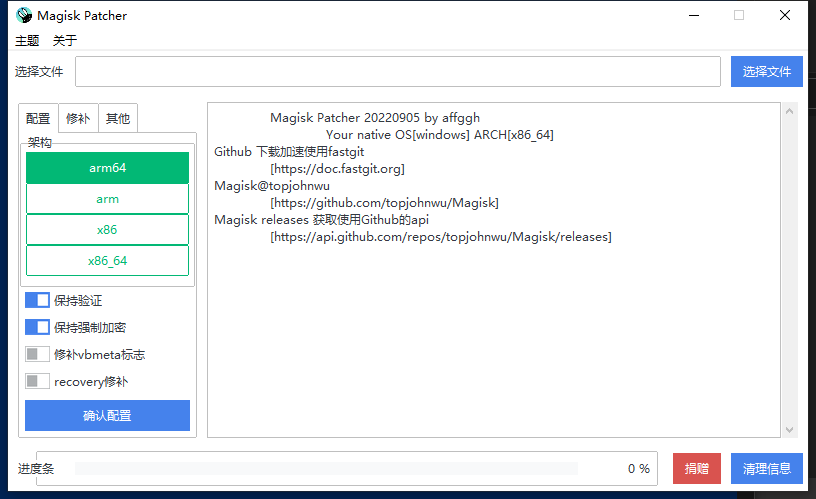 Magisk Patcher
主题 关于
选择文件 选择文件
配置 修补 其他
架构
arm64
arm
x86
x86_64
保持验证
保持强制加密
修补vbmeta标志
recovery修补
确认配置
Magisk Patcher 20220905 by affggh
Your native OS[windows] ARCH[x86_64]
Github 下载加速使用fastgit
[https://doc.fastgit.org]
Magisk@topjohnwu
[https://github.com/topjohnwu/Magisk]
Magisk releases 获取使用Github的api
[https://api.github.com/repos/topjohnwu/Magisk/releases]
进度条 0 % 捐赠 清理信息